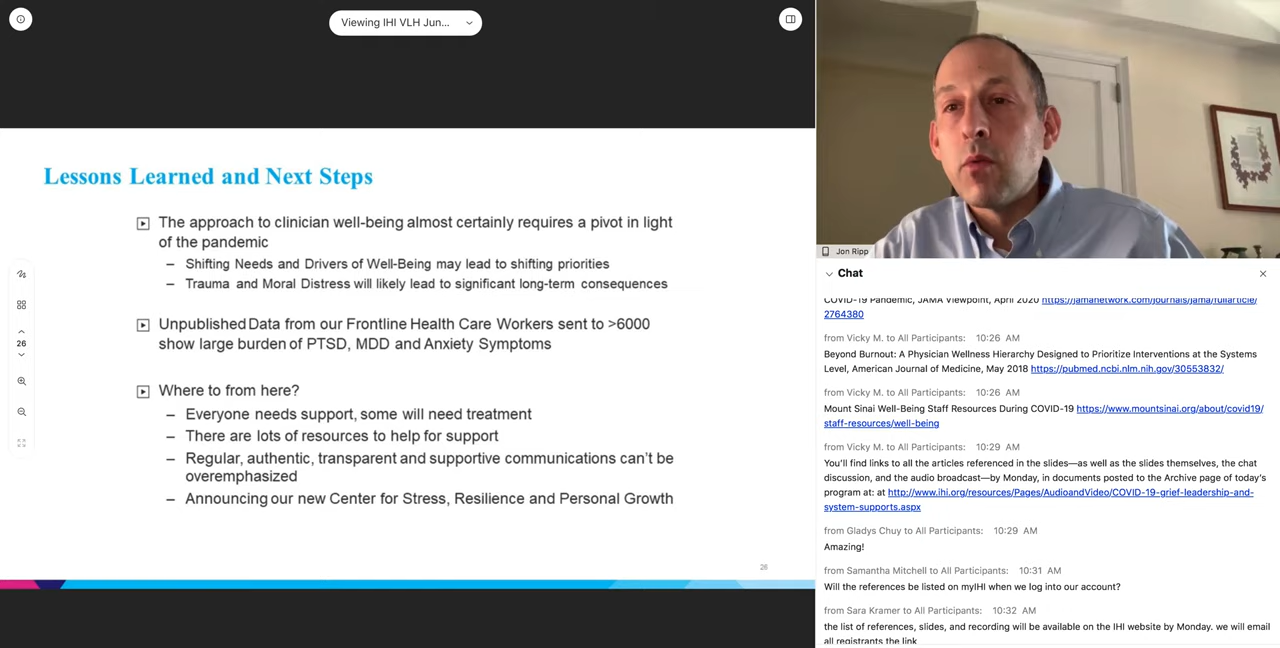 Viewing IHI VLH Jun...
Lessons Learned and Next Steps
The approach to clinician well-being almost certainly requires a pivot in light
of the pandemic
– Shifting Needs and Drivers of Well-Being may lead to shifting priorities
– Trauma and Moral Distress will likely lead to significant long-term consequences
Unpublished Data from our Frontline Health Care Workers sent to >6000
show large burden of PTSD, MDD and Anxiety Symptoms
Where to from here?
– Everyone needs support, some will need treatment
– There are lots of resources to help for support
– Regular, authentic, transparent and supportive communications can’t be
overemphasized
– Announcing our new Center for Stress, Resilience and Personal Growth
26
26
Jon Ripp
Chat
COVID-19 Pandemic, JAMA Viewpoint, April 2020 https://jamanetwork.com/journals/jama/fullarticle/
2764380
from Vicky M. to All Participants: 10:26 AM
Beyond Burnout: A Physician Wellness Hierarchy Designed to Prioritize Interventions at the Systems
Level, American Journal of Medicine, May 2018 https://pubmed.ncbi.nlm.nih.gov/30553832/
from Vicky M. to All Participants: 10:26 AM
Mount Sinai Well-Being Staff Resources During COVID-19 https://www.mountsinai.org/about/covid19/
staff-resources/well-being
from Vicky M. to All Participants: 10:29 AM
You’ll find links to all the articles referenced in the slides—as well as the slides themselves, the chat
discussion, and the audio broadcast—by Monday, in documents posted to the Archive page of today’s
program at: at http://www.ihi.org/resources/Pages/AudioandVideo/COVID-19-grief-leadership-and-
system-supports.aspx
from Gladys Chuy to All Participants: 10:29 AM
Amazing!
from Samantha Mitchell to All Participants: 10:31 AM
Will the references be listed on myIHI when we log into our account?
from Sara Kramer to All Participants: 10:32 AM
the list of references, slides, and recording will be available on the IHI website by Monday. we will email
all registrants the link